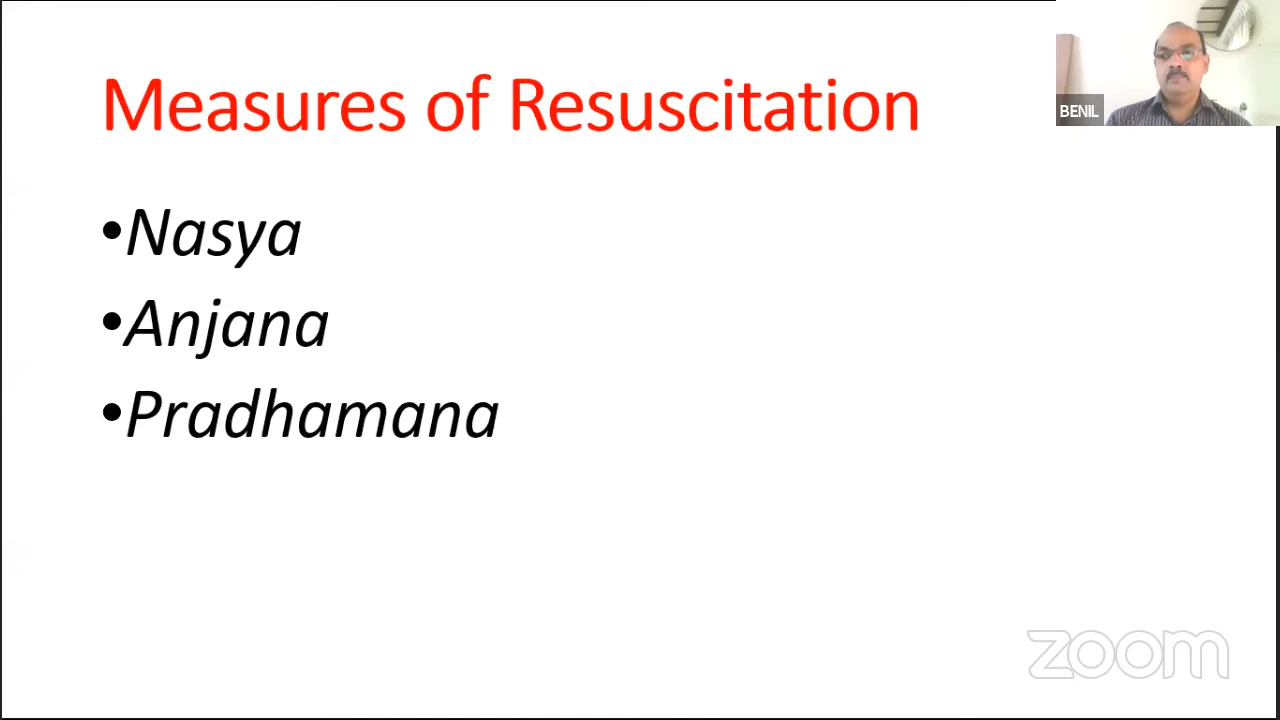 Measures of Resuscitation
BENIL
•Nasya
•Anjana
•Pradhamana
zoom